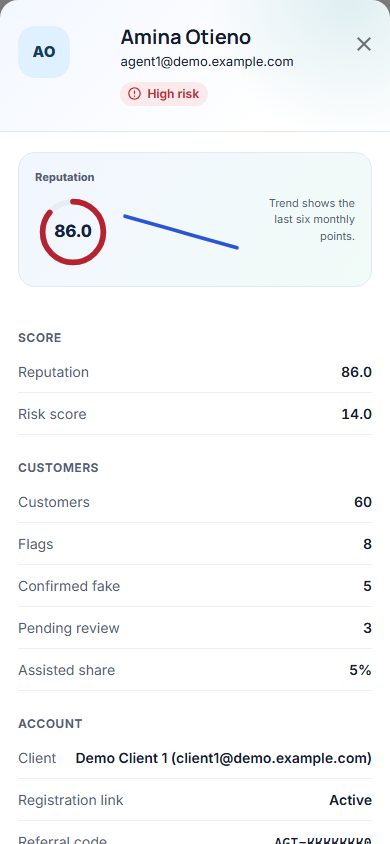 AO
Amina Otieno
agent1@demo.example.com
High risk
Reputation
86.0
Trend shows the
last six monthly
points.
SCORE
Reputation 86.0
Risk score 14.0
CUSTOMERS
Customers 60
Flags 8
Confirmed fake 5
Pending review 3
Assisted share 5%
ACCOUNT
Client Demo Client 1 (client1@demo.example.com)
Registration link Active
Referral code